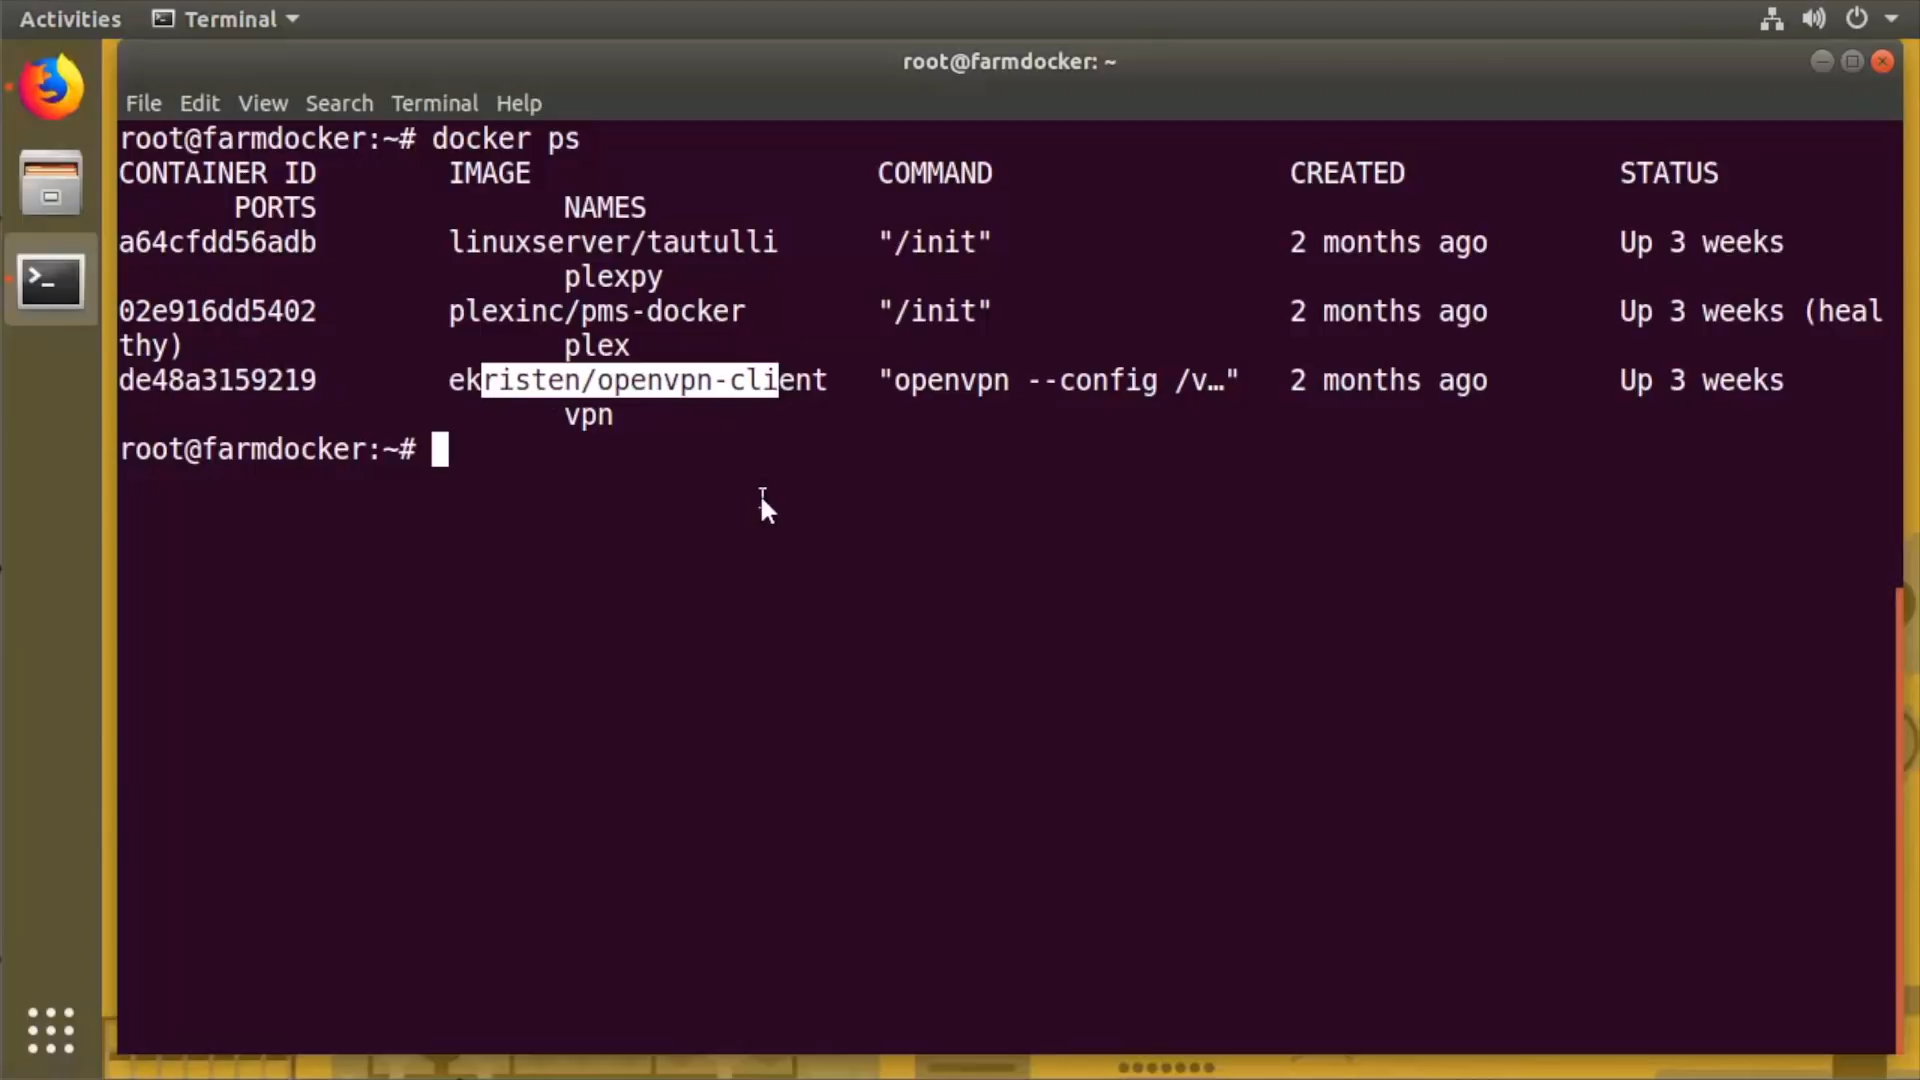 Activities Terminal
root@farmdocker: ~
File Edit View Search Terminal Help
root@farmdocker:~# docker ps
CONTAINER ID IMAGE COMMAND CREATED STATUS
PORTS NAMES
a64cfdd56adb linuxserver/tautulli "/init" 2 months ago Up 3 weeks
plexpy
02e916dd5402 plexinc/pms-docker "/init" 2 months ago Up 3 weeks (heal
thy) plex
de48a3159219 ekristen/openvpn-client "openvpn --config /v…" 2 months ago Up 3 weeks
vpn
root@farmdocker:~#